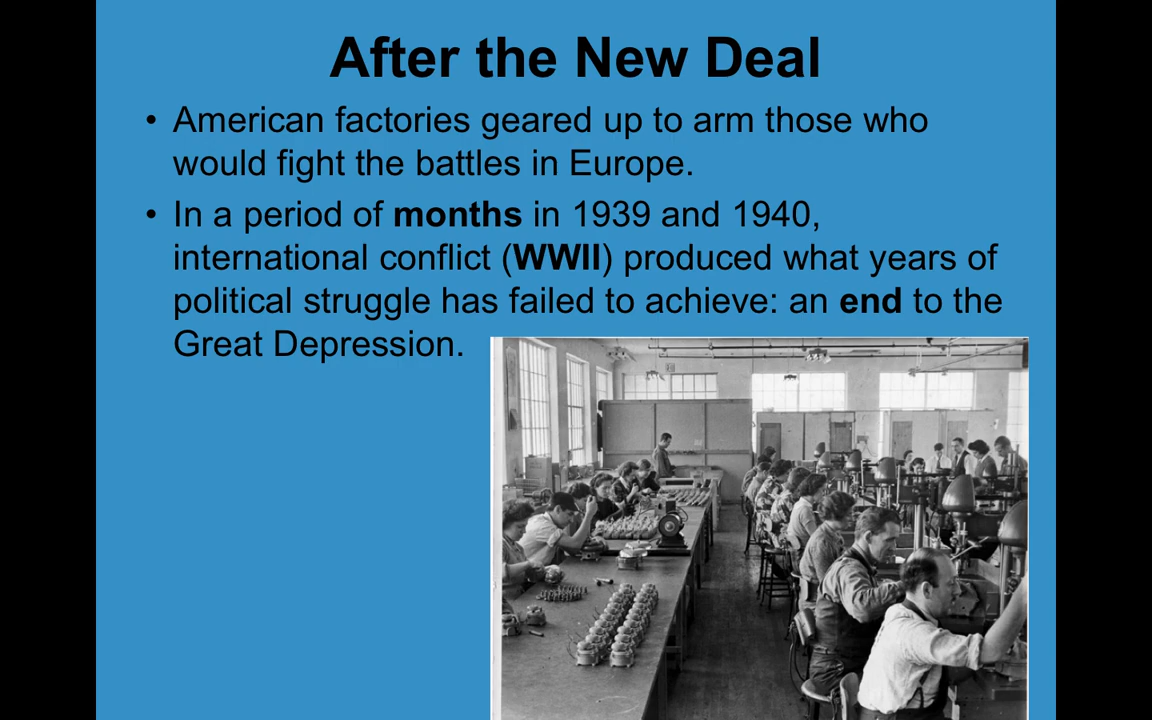 After the New Deal
• American factories geared up to arm those who
would fight the battles in Europe.
• In a period of months in 1939 and 1940,
international conflict (WWII) produced what years of
political struggle has failed to achieve: an end to the
Great Depression.